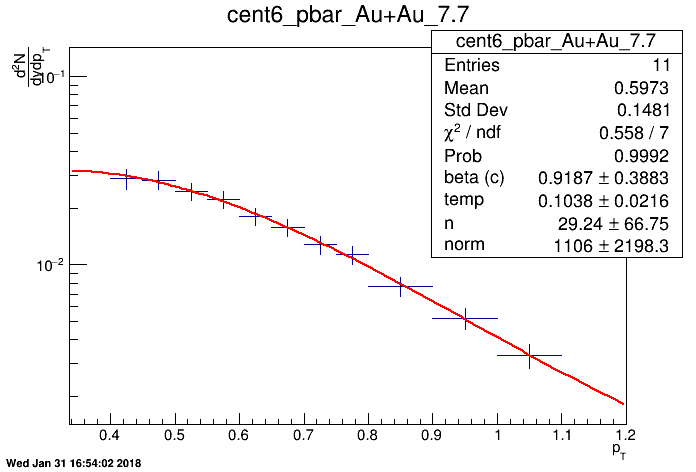 cent6_pbar_Au+Au_7.7
d²N
dydp_T
cent6_pbar_Au+Au_7.7
Entries 11
Mean 0.5973
Std Dev 0.1481
χ² / ndf 0.558 / 7
Prob 0.9992
beta (c) 0.9187 ± 0.3883
temp 0.1038 ± 0.0216
n 29.24 ± 66.75
norm 1106 ± 2198.3
10⁻¹
10⁻²
0.4 0.5 0.6 0.7 0.8 0.9 1 1.1 1.2
p_T
Wed Jan 31 16:54:02 2018